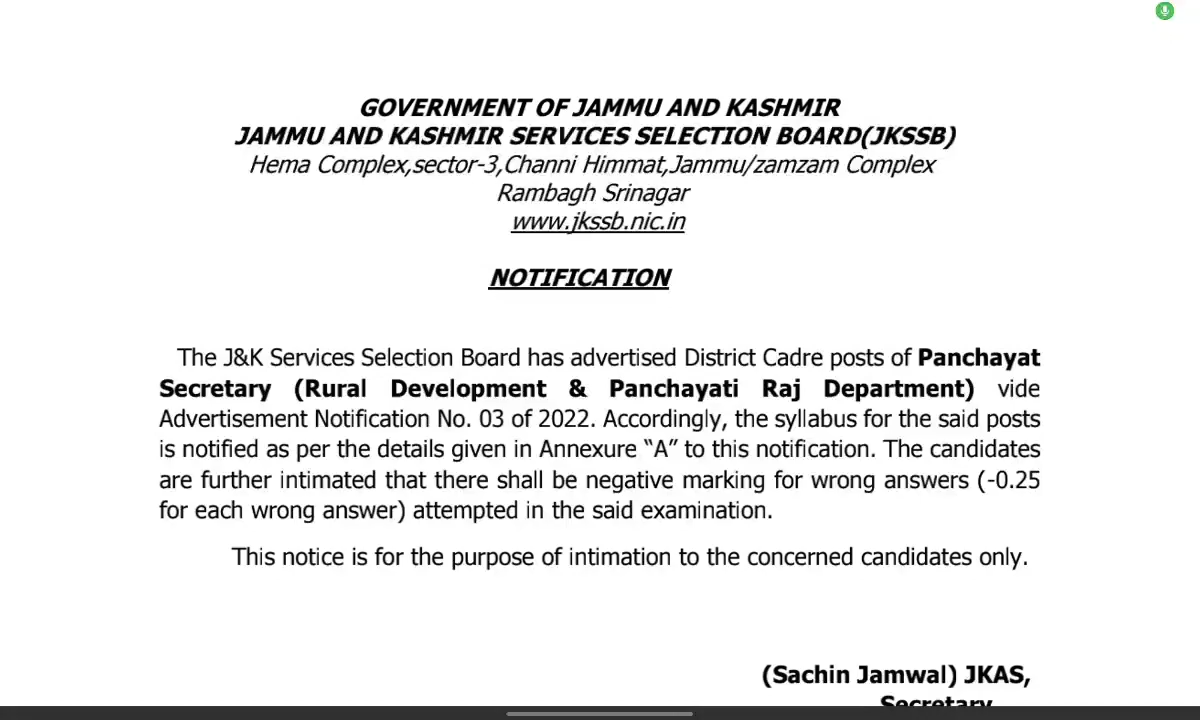 GOVERNMENT OF JAMMU AND KASHMIR
JAMMU AND KASHMIR SERVICES SELECTION BOARD(JKSSB)
Hema Complex,sector-3,Channi Himmat,Jammu/zamzam Complex
Rambagh Srinagar
www.jkssb.nic.in
NOTIFICATION
The J&K Services Selection Board has advertised District Cadre posts of Panchayat
Secretary (Rural Development & Panchayati Raj Department) vide
Advertisement Notification No. 03 of 2022. Accordingly, the syllabus for the said posts
is notified as per the details given in Annexure “A” to this notification. The candidates
are further intimated that there shall be negative marking for wrong answers (-0.25
for each wrong answer) attempted in the said examination.
This notice is for the purpose of intimation to the concerned candidates only.
(Sachin Jamwal) JKAS,
Secretary